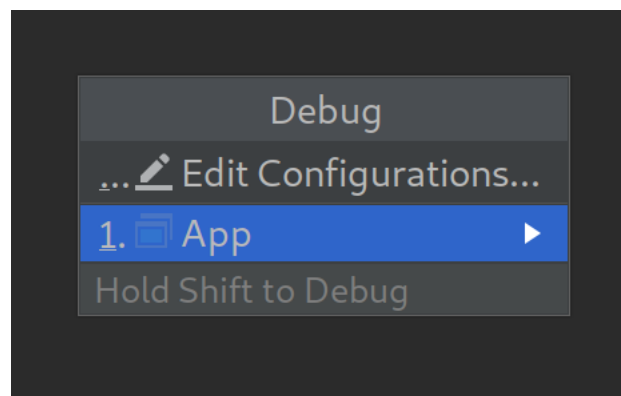 Debug
... Edit Configurations...
1. App
Hold Shift to Debug